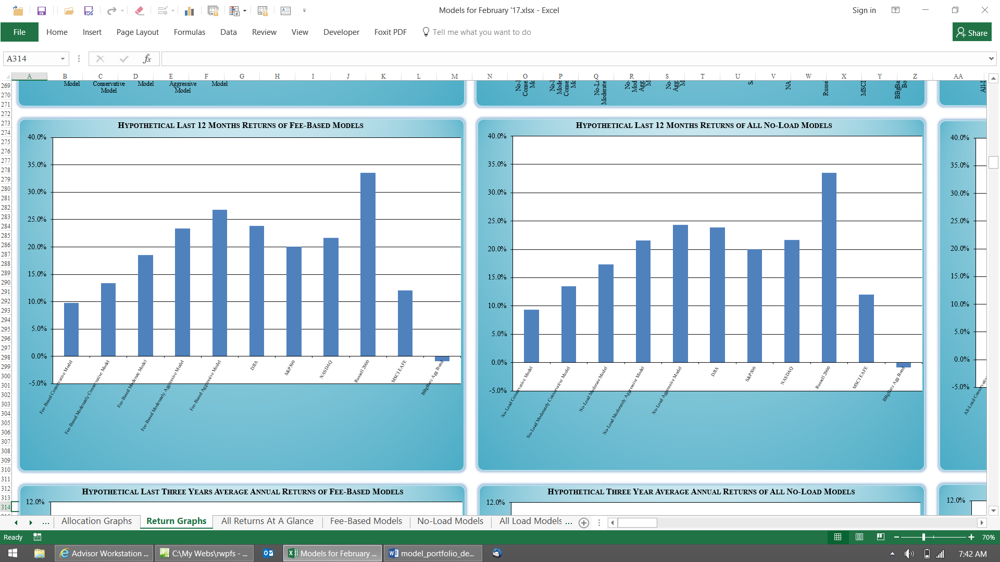 Models for February '17.xlsx - Excel
Sign in
File Home Insert Page Layout Formulas Data Review View Developer Foxit PDF Tell me what you want to do Share
A314 fx
A B C D E F G H I J K L M N O P Q R S T U V W X Y Z AA
269
270
271
272
273
274
275
276
277
278
279
280
281
282
283
284
285
286
287
288
289
290
291
292
293
294
295
296
297
298
299
300
301
302
303
304
305
306
307
308
309
310
311
312
313
314
Model Conservative Model Aggressive Model
Model Model
HYPOTHETICAL LAST 12 MONTHS RETURNS OF FEE-BASED MODELS
40.0%
35.0%
30.0%
25.0%
20.0%
15.0%
10.0%
5.0%
0.0%
-5.0%
Fee-Based Conservative Model
Fee-Based Moderately Conservative Model
Fee-Based Moderate Model
Fee-Based Moderately Aggressive Model
Fee-Based Aggressive Model
DJIA
S&P500
NASDAQ
Russell 2000
MSCI EAFE
BBgBarc Agg Bond
HYPOTHETICAL LAST 12 MONTHS RETURNS OF ALL NO-LOAD MODELS
40.0%
35.0%
30.0%
25.0%
20.0%
15.0%
10.0%
5.0%
0.0%
-5.0%
No-Load Conservative Model
No-Load Moderately Conservative Model
No-Load Moderate Model
No-Load Moderately Aggressive Model
No-Load Aggressive Model
DJIA
S&P500
NASDAQ
Russell 2000
MSCI EAFE
BBgBarc Agg Bond
40.0%
35.0%
30.0%
25.0%
20.0%
15.0%
10.0%
5.0%
0.0%
-5.0%
HYPOTHETICAL LAST THREE YEARS AVERAGE ANNUAL RETURNS OF FEE-BASED MODELS
12.0%
HYPOTHETICAL THREE YEAR AVERAGE ANNUAL RETURNS OF ALL NO-LOAD MODELS
12.0%
12.0%
... Allocation Graphs Return Graphs All Returns At A Glance Fee-Based Models No-Load Models All Load Models ...
Ready 70%
Advisor Workstation ... C:\My Webs\rwpfs - ... Models for February ... model_portfolio_de... 7:42 AM